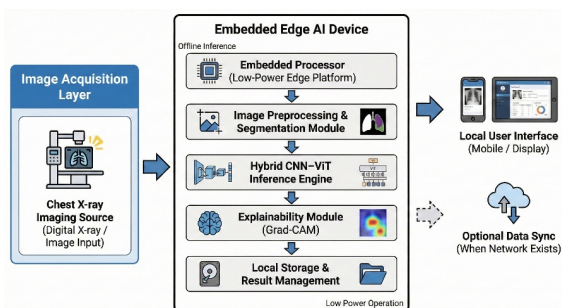 Image Acquisition
Layer
Chest X-ray
Imaging Source
(Digital X-ray /
Image Input)
Embedded Edge AI Device
Offline Inference
Embedded Processor
(Low-Power Edge Platform)
Image Preprocessing &
Segmentation Module
Hybrid CNN–ViT
Inference Engine
Explainability Module
(Grad-CAM)
Local Storage &
Result Management
Low Power Operation
Local User Interface
(Mobile / Display)
Optional Data Sync
(When Network Exists)